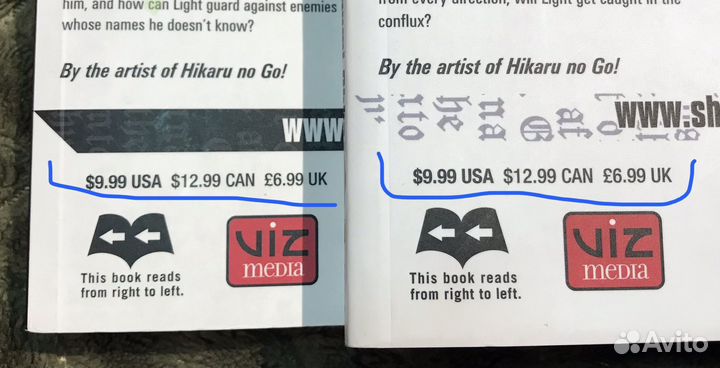 him, and how can Light guard against enemies
whose names he doesn't know?
By the artist of Hikaru no Go!
WWW
$9.99 USA $12.99 CAN £6.99 UK
This book reads
from right to left.
VIZ
MEDIA
from every direction, will Light get caught in the
conflux?
By the artist of Hikaru no Go!
www.sh
$9.99 USA $12.99 CAN £6.99 UK
This book reads
from right to left.
VIZ
MEDIA
Avito